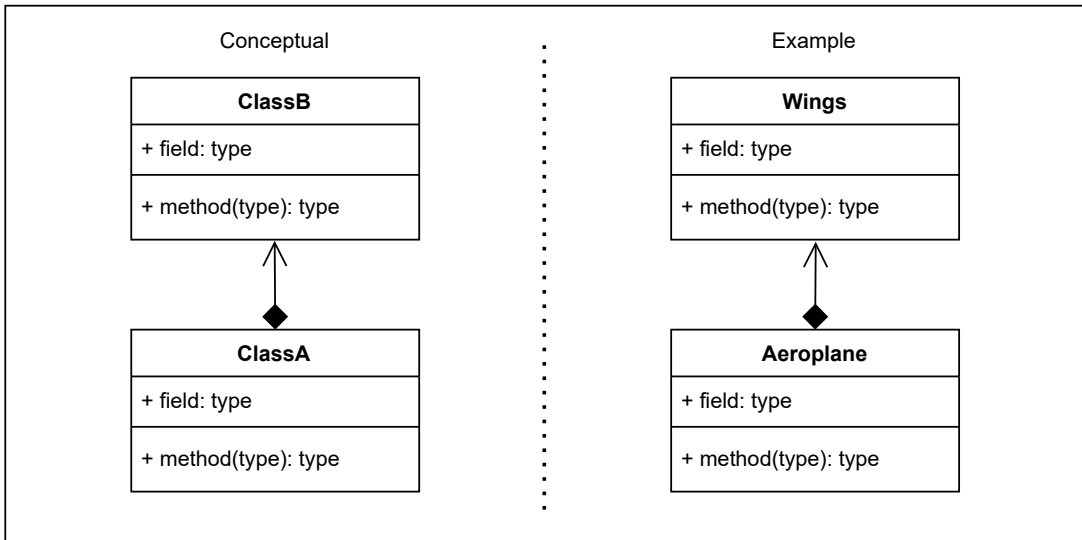 Conceptual
ClassB
+ field: type
+ method(type): type
ClassA
+ field: type
+ method(type): type
Example
Wings
+ field: type
+ method(type): type
Aeroplane
+ field: type
+ method(type): type